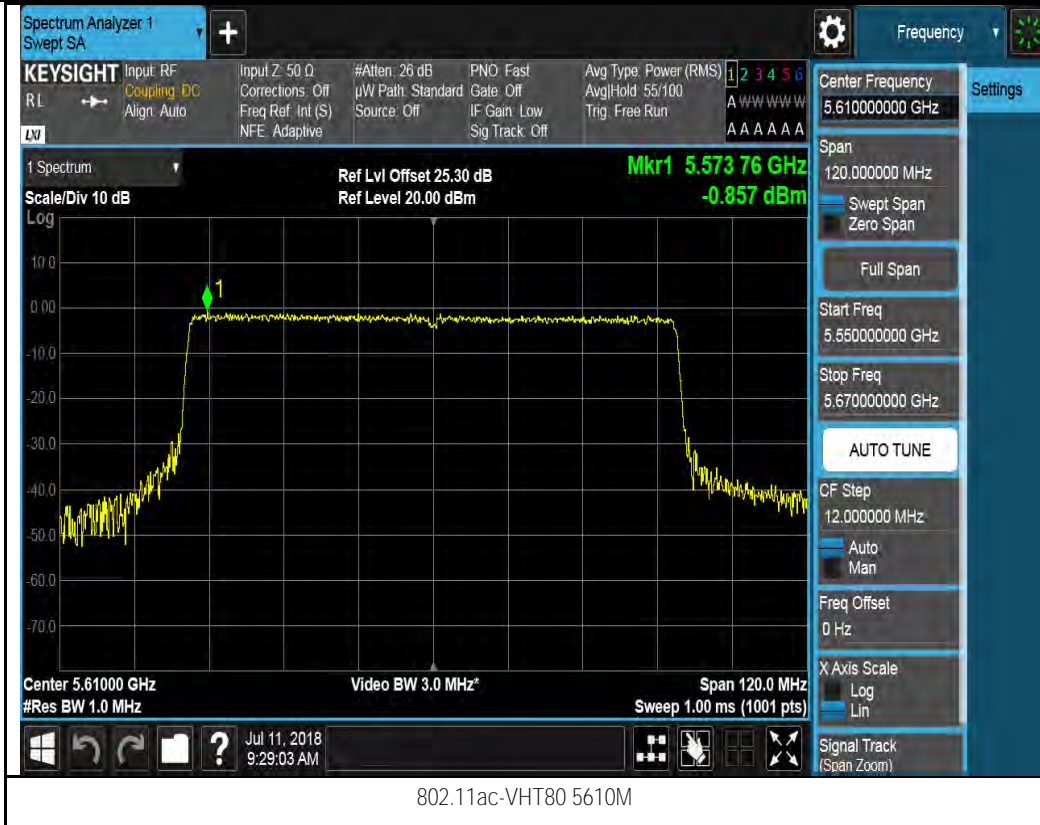 Spectrum Analyzer 1
Swept SA
+
Frequency
KEYSIGHT
RL
LXI
Input: RF
Coupling: DC
Align: Auto
Input Z: 50 Ω
Corrections: Off
Freq Ref: Int (S)
NFE: Adaptive
#Atten: 26 dB
µW Path: Standard
Source: Off
PNO: Fast
Gate: Off
IF Gain: Low
Sig Track: Off
Avg Type: Power (RMS)
Avg|Hold: 55/100
Trig: Free Run
1 2 3 4 5 6
A W W W W W
A A A A A A
Center Frequency
5.610000000 GHz
Settings
1 Spectrum
Scale/Div 10 dB
Ref Lvl Offset 25.30 dB
Ref Level 20.00 dBm
Mkr1 5.573 76 GHz
-0.857 dBm
Span
120.000000 MHz
Swept Span
Zero Span
Full Span
Start Freq
5.550000000 GHz
Stop Freq
5.670000000 GHz
AUTO TUNE
CF Step
12.000000 MHz
Auto
Man
Freq Offset
0 Hz
X Axis Scale
Log
Lin
Signal Track
(Span Zoom)
Log
10.0
1
0.00
-10.0
-20.0
-30.0
-40.0
-50.0
-60.0
-70.0
Center 5.61000 GHz
#Res BW 1.0 MHz
Video BW 3.0 MHz*
Span 120.0 MHz
Sweep 1.00 ms (1001 pts)
?
Jul 11, 2018
9:29:03 AM
802.11ac-VHT80 5610M